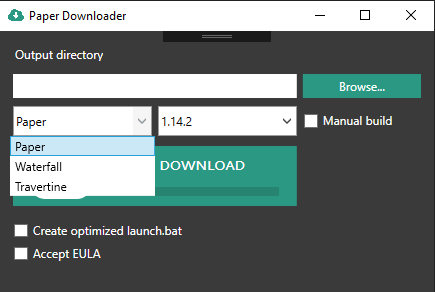 Paper Downloader
Output directory
Browse...
Paper
1.14.2
Manual build
Paper
Waterfall
Travertine
DOWNLOAD
Create optimized launch.bat
Accept EULA